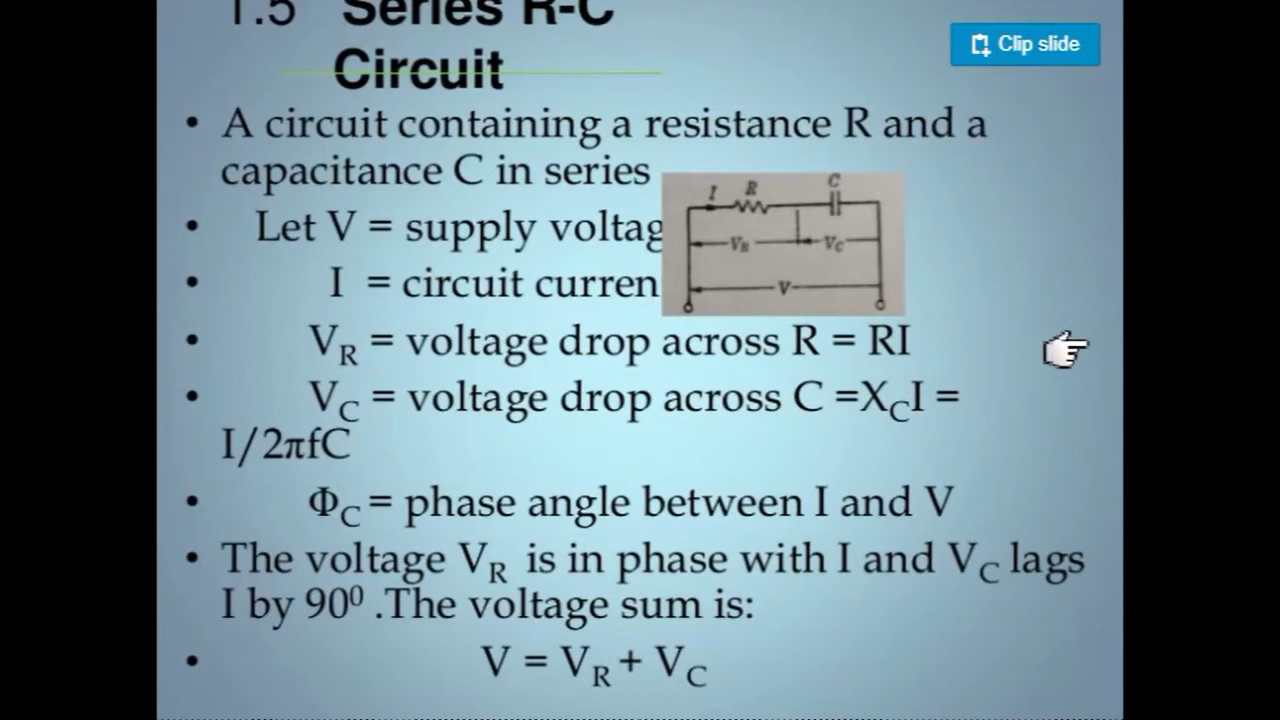 1.5 Series R-C
Circuit
Clip slide
• A circuit containing a resistance R and a
capacitance C in series
• Let V = supply voltag
• I = circuit curren
I R C
V_R V_C
V
• V_R = voltage drop across R = RI
• V_C = voltage drop across C =X_CI =
I/2πfC
• Φ_C = phase angle between I and V
• The voltage V_R is in phase with I and V_C lags
I by 90⁰ .The voltage sum is:
• V = V_R + V_C